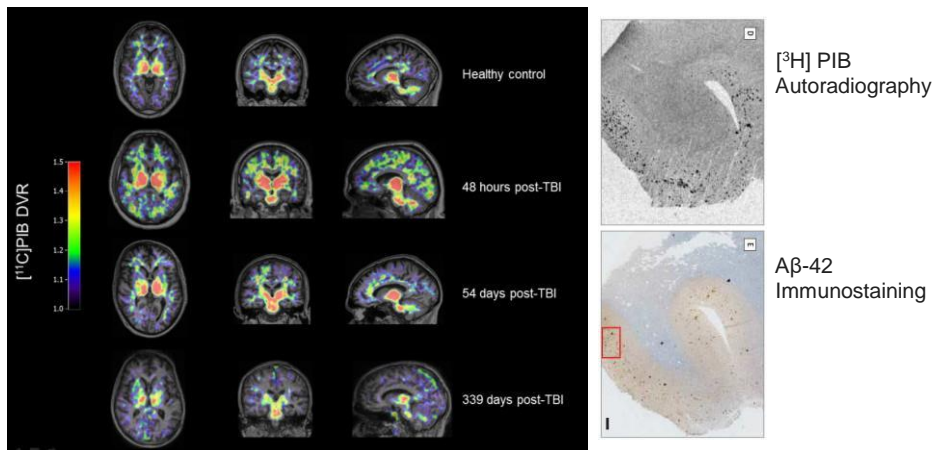 Healthy control
48 hours post-TBI
54 days post-TBI
339 days post-TBI
[¹¹C]PIB DVR
1.5
1.4
1.3
1.2
1.1
1.0
D
[³H] PIB
Autoradiography
E
Aβ-42
Immunostaining